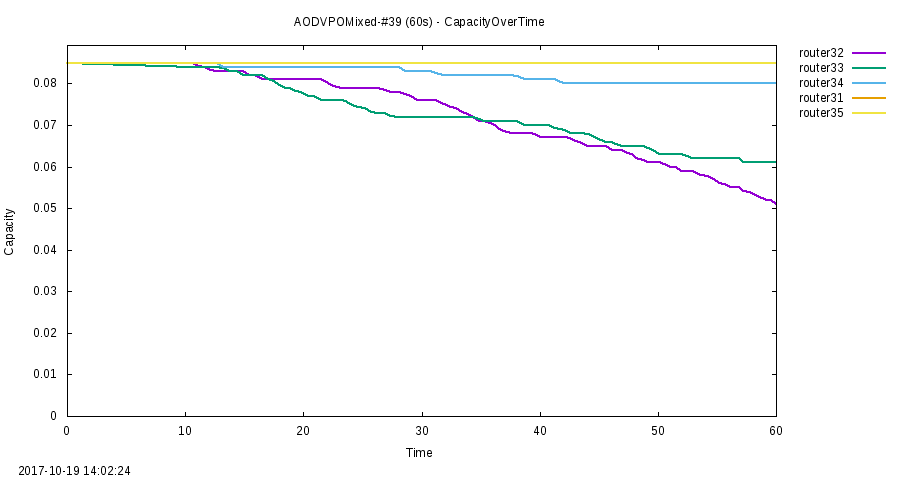 AODVPOMixed-#39 (60s) - CapacityOverTime
router32
router33
router34
router31
router35
0.08
0.07
0.06
0.05
0.04
0.03
0.02
0.01
0
Capacity
0 10 20 30 40 50 60
Time
2017-10-19 14:02:24